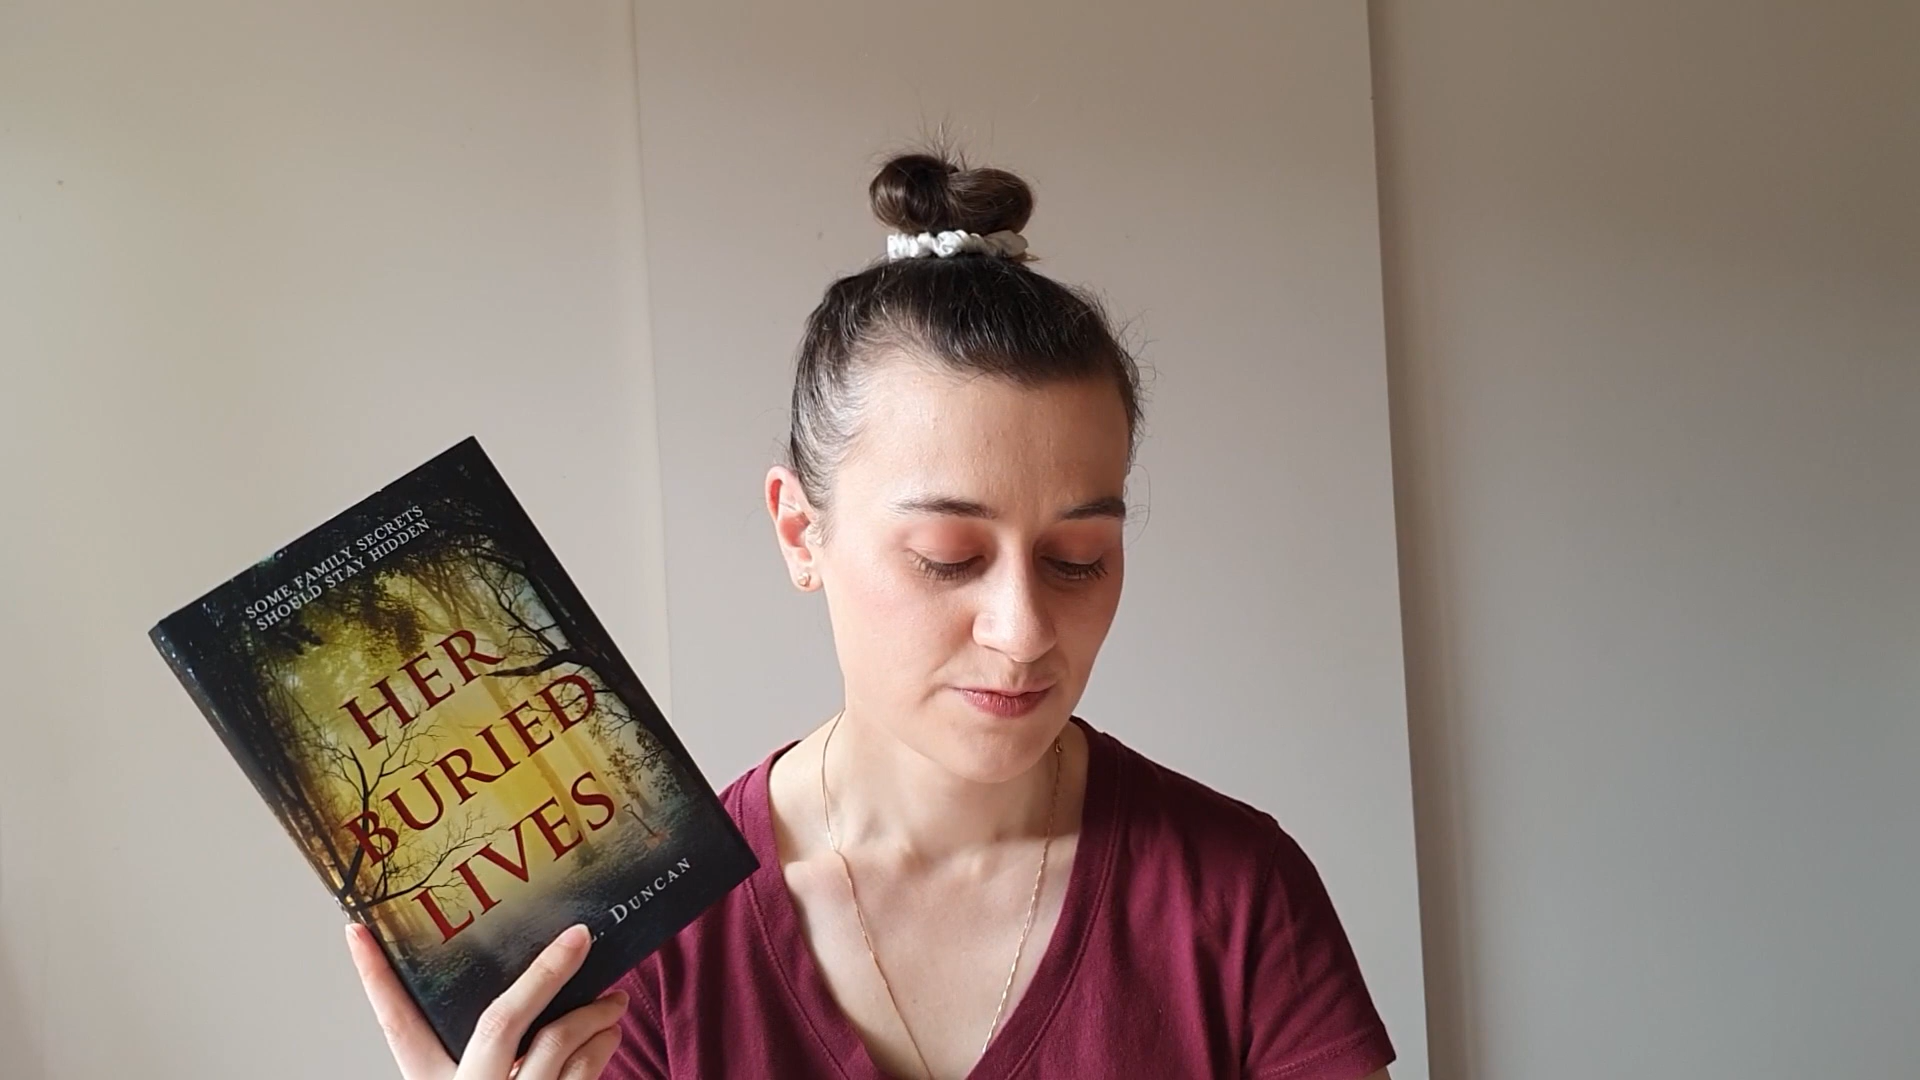 SOME FAMILY SECRETS
SHOULD STAY HIDDEN
HER
BURIED
LIVES
L. DUNCAN